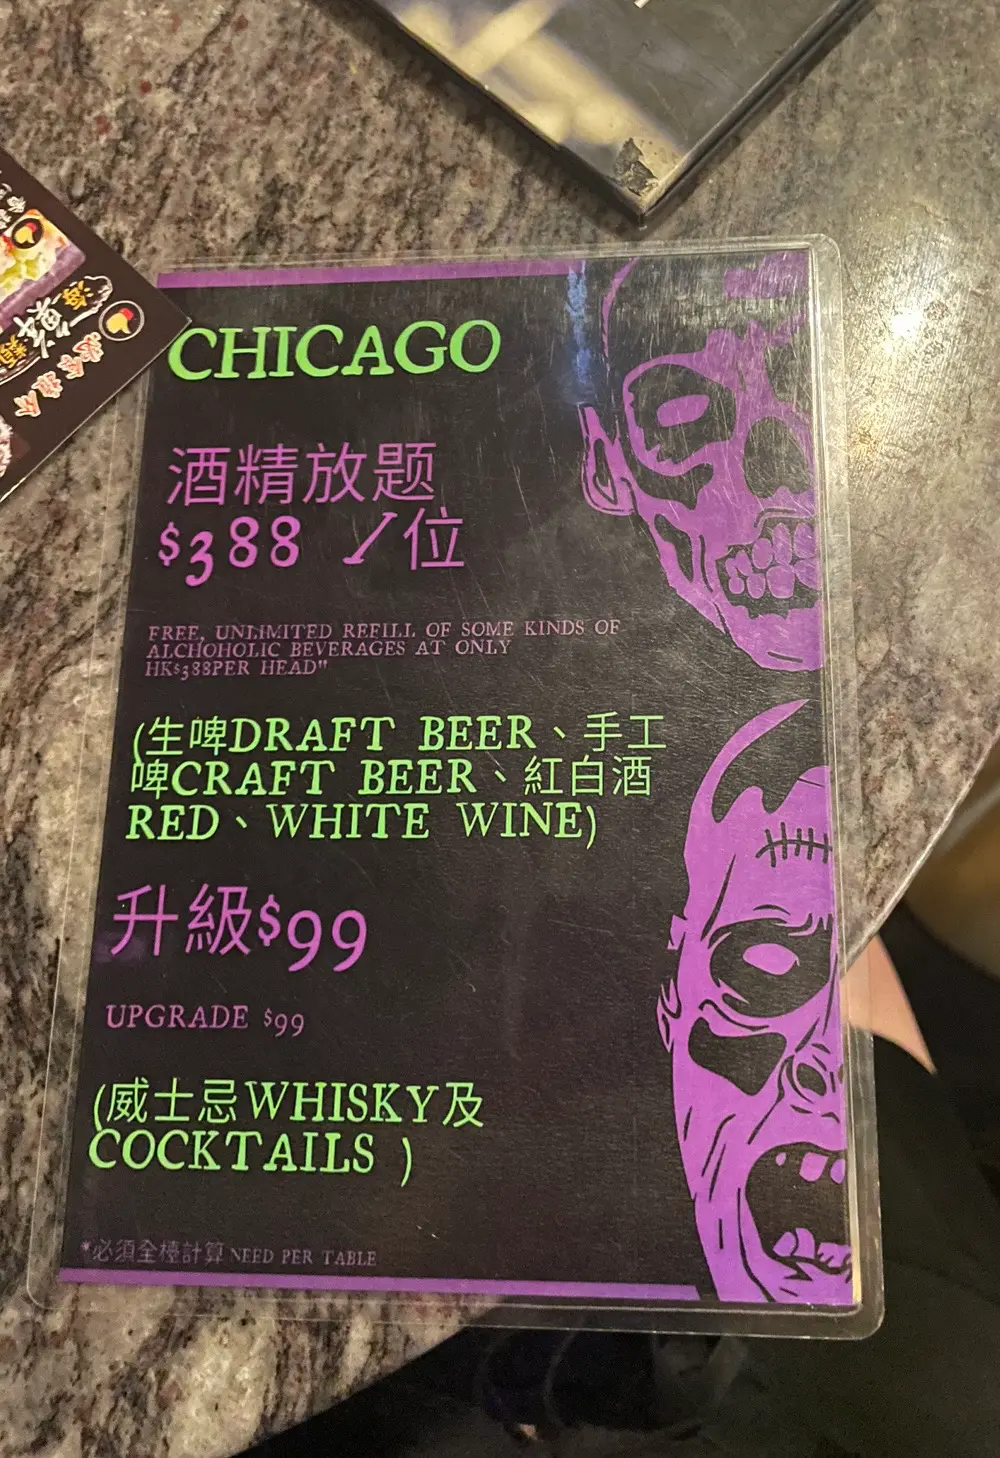 CHICAGO
酒精放题
$388 /位
FREE, UNLIMITED REFILL OF SOME KINDS OF
ALCHOHOLIC BEVERAGES AT ONLY
HK$388PER HEAD"
(生啤DRAFT BEER、手工
啤CRAFT BEER、紅白酒
RED、WHITE WINE)
升級$99
UPGRADE $99
(威士忌WHISKY及
COCKTAILS )
*必須全檯計算 NEED PER TABLE